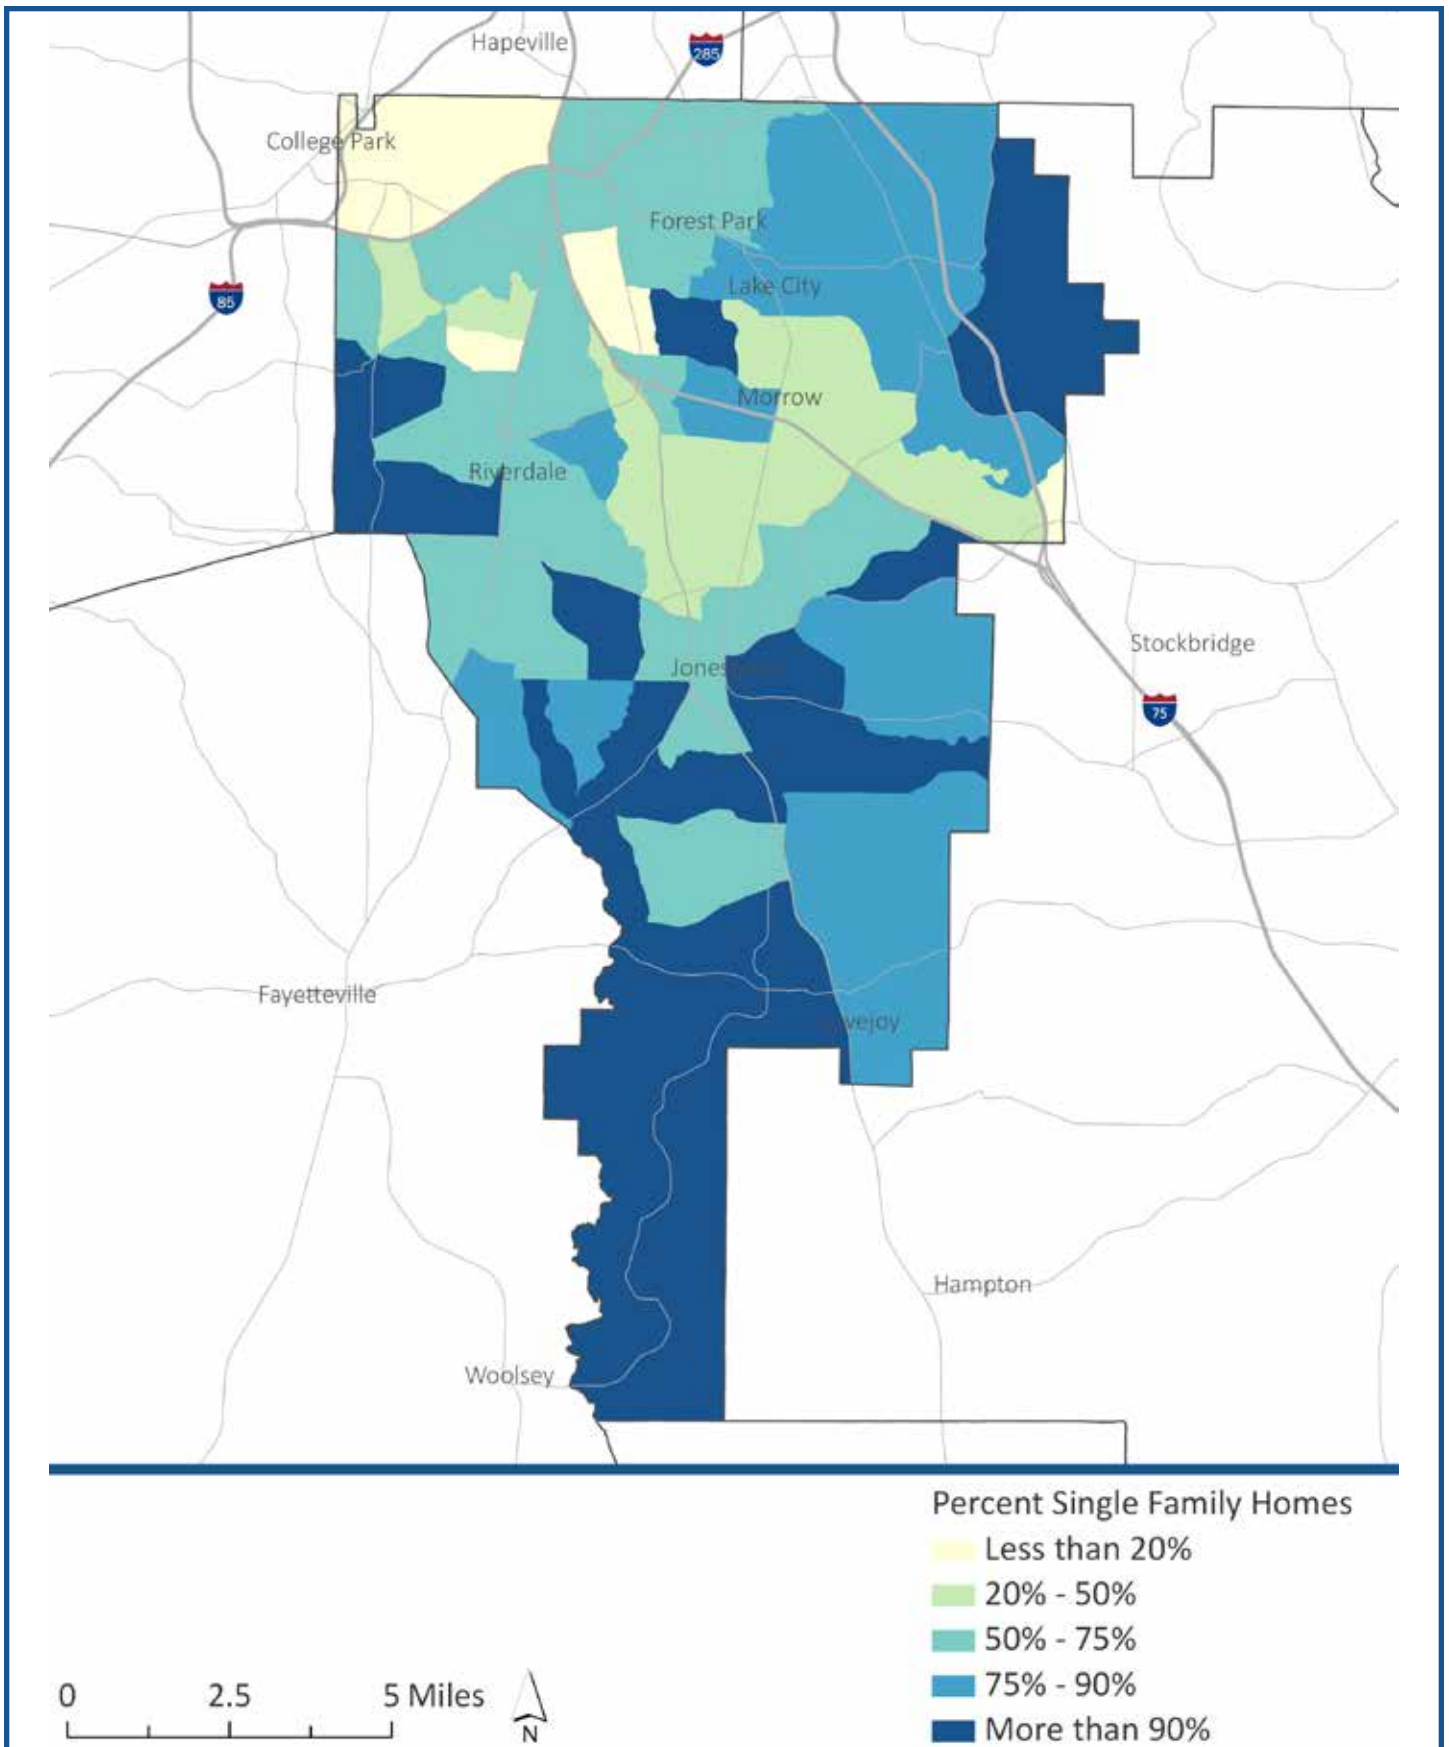 Hapeville
285
College Park
Forest Park
Lake City
85
Morrow
Riverdale
Stockbridge
75
Fayetteville
Hampton
Woolsey
Percent Single Family Homes
Less than 20%
20% - 50%
50% - 75%
75% - 90%
More than 90%
0 2.5 5 Miles
N